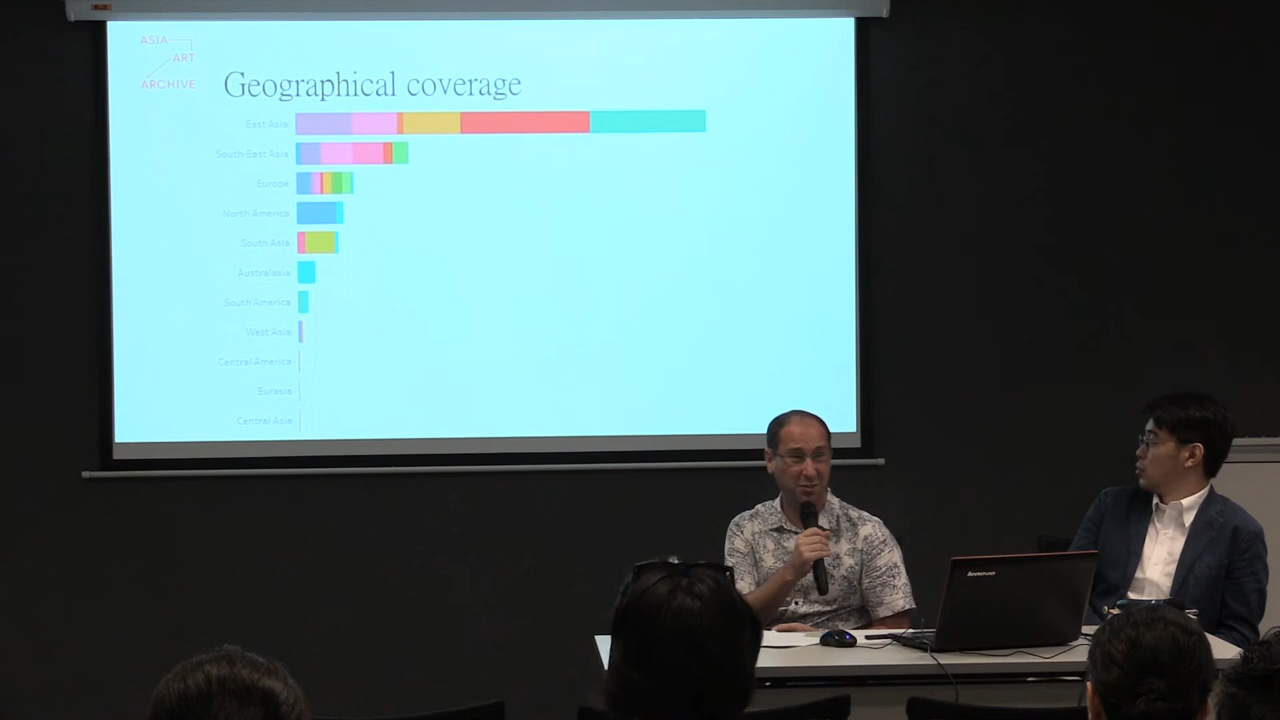 ASIA
ART
ARCHIVE
Geographical coverage
East Asia
South-East Asia
Europe
North America
South Asia
Australasia
South America
West Asia
Central America
Eurasia
Central Asia
lenovo